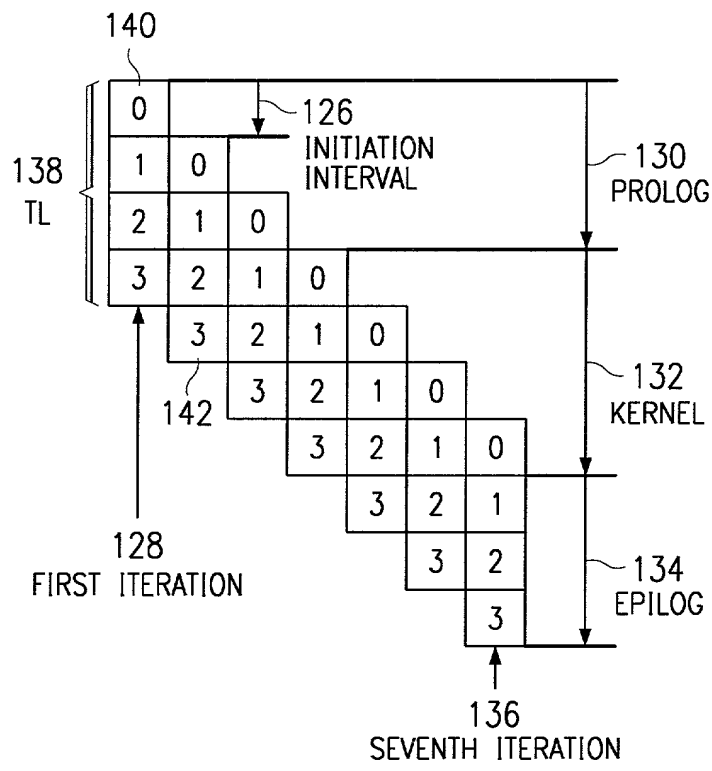 140
0
126
INITIATION
INTERVAL
138
TL
1 0
130
PROLOG
2 1 0
3 2 1 0
3 2 1 0
142
3 2 1 0
132
KERNEL
3 2 1 0
3 2 1
128
FIRST ITERATION
3 2
134
EPILOG
3
136
SEVENTH ITERATION